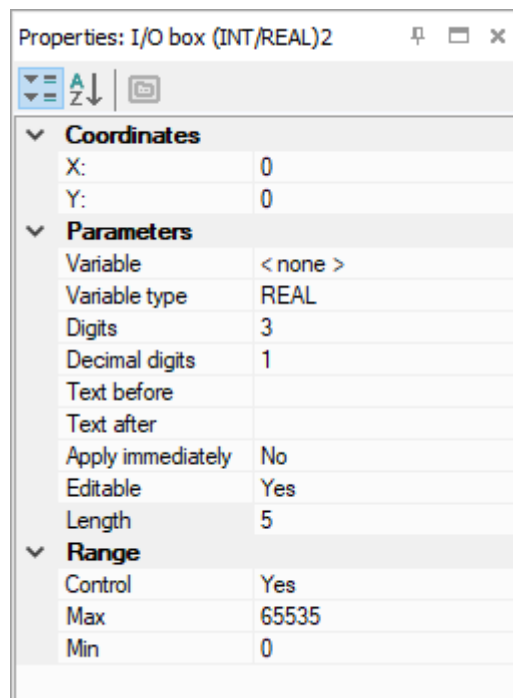 Properties: I/O box (INT/REAL)2
Coordinates
X: 0
Y: 0
Parameters
Variable < none >
Variable type REAL
Digits 3
Decimal digits 1
Text before
Text after
Apply immediately No
Editable Yes
Length 5
Range
Control Yes
Max 65535
Min 0